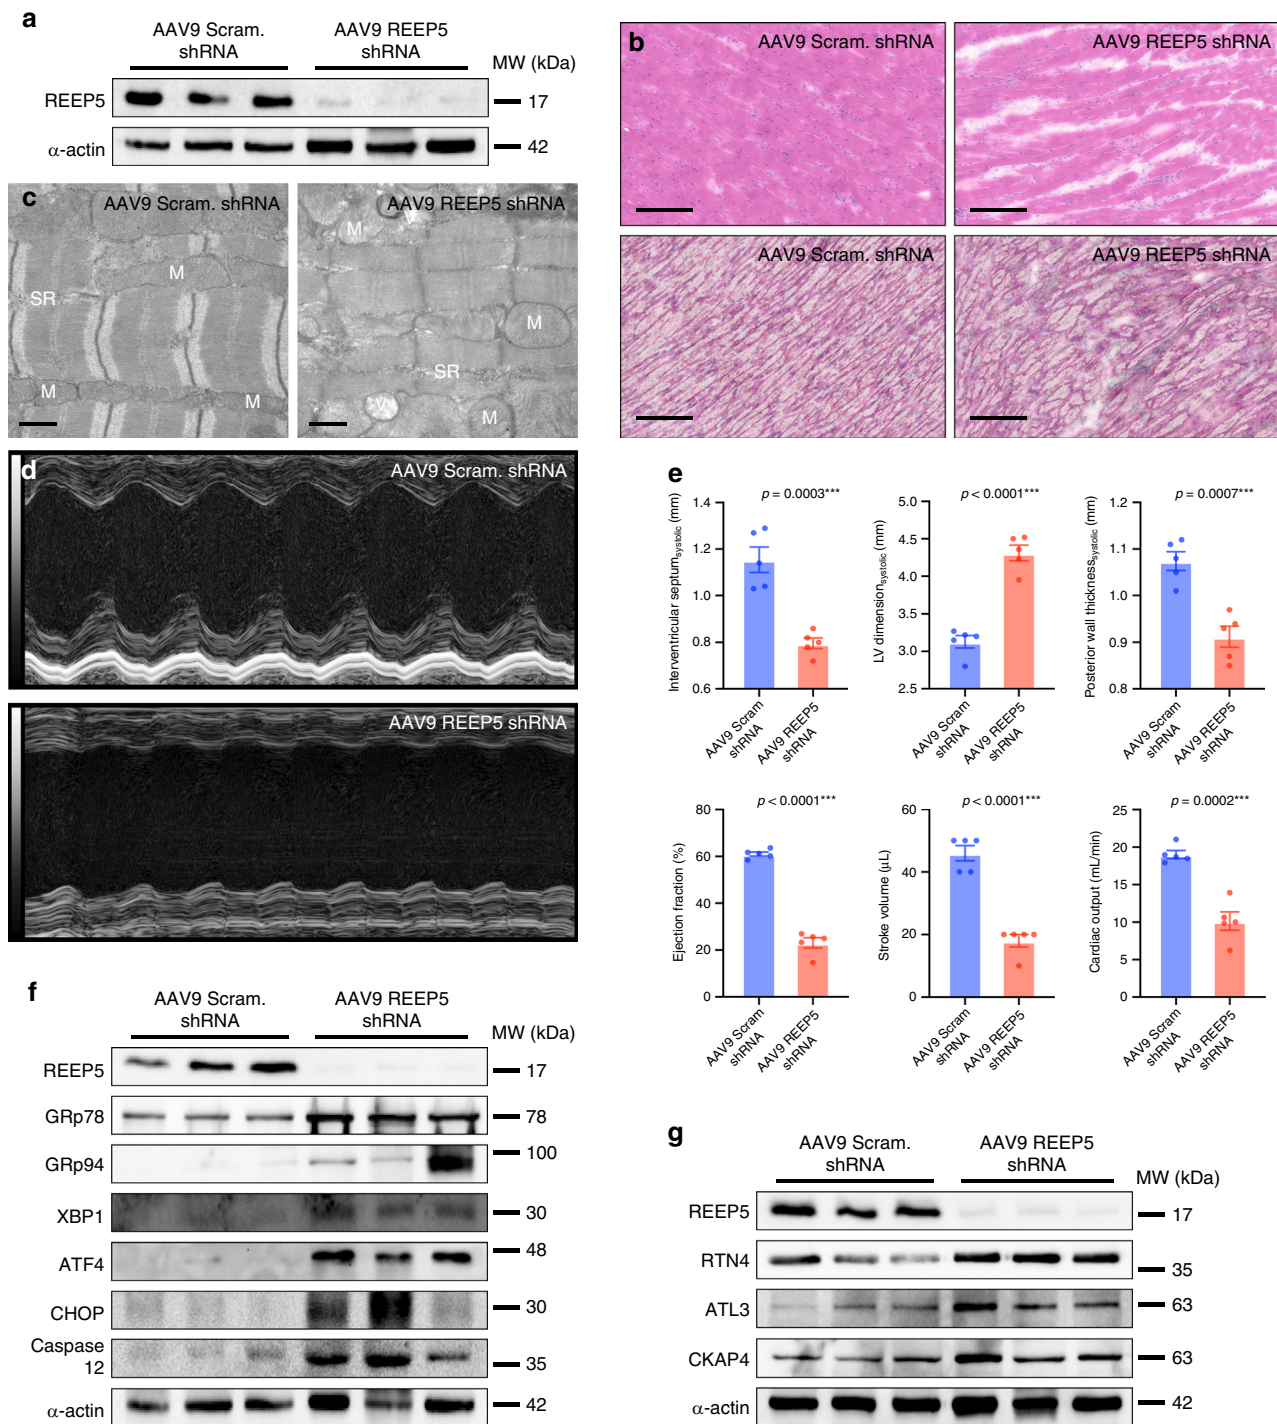 a
AAV9 Scram.
shRNA
AAV9 REEP5
shRNA
MW (kDa)
REEP5
17
α-actin
42
b
AAV9 Scram. shRNA
AAV9 REEP5 shRNA
AAV9 Scram. shRNA
AAV9 REEP5 shRNA
c
AAV9 Scram. shRNA
M
SR
M
M
AAV9 REEP5 shRNA
V
M
M
SR
V
M
d
AAV9 Scram. shRNA
AAV9 REEP5 shRNA
e
p = 0.0003***
Interventricular septum systolic (mm)
1.4
1.2
1.0
0.8
0.6
AAV9 Scram
shRNA
AAV9 REEP5
shRNA
p < 0.0001***
LV dimension systolic (mm)
5.0
4.5
4.0
3.5
3.0
2.5
AAV9 Scram
shRNA
AAV9 REEP5
shRNA
p = 0.0007***
Posterior wall thickness systolic (mm)
1.2
1.1
1.0
0.9
0.8
AAV9 Scram
shRNA
AAV9 REEP5
shRNA
p < 0.0001***
Ejection fraction (%)
80
60
40
20
0
AAV9 Scram
shRNA
AAV9 REEP5
shRNA
p < 0.0001***
Stroke volume (μL)
60
40
20
0
AAV9 Scram
shRNA
AAV9 REEP5
shRNA
p = 0.0002***
Cardiac output (mL/min)
25
20
15
10
5
0
AAV9 Scram
shRNA
AAV9 REEP5
shRNA
f
AAV9 Scram.
shRNA
AAV9 REEP5
shRNA
MW (kDa)
REEP5
17
GRp78
78
GRp94
100
XBP1
30
ATF4
48
CHOP
30
Caspase
12
35
α-actin
42
g
AAV9 Scram.
shRNA
AAV9 REEP5
shRNA
MW (kDa)
REEP5
17
RTN4
35
ATL3
63
CKAP4
63
α-actin
42